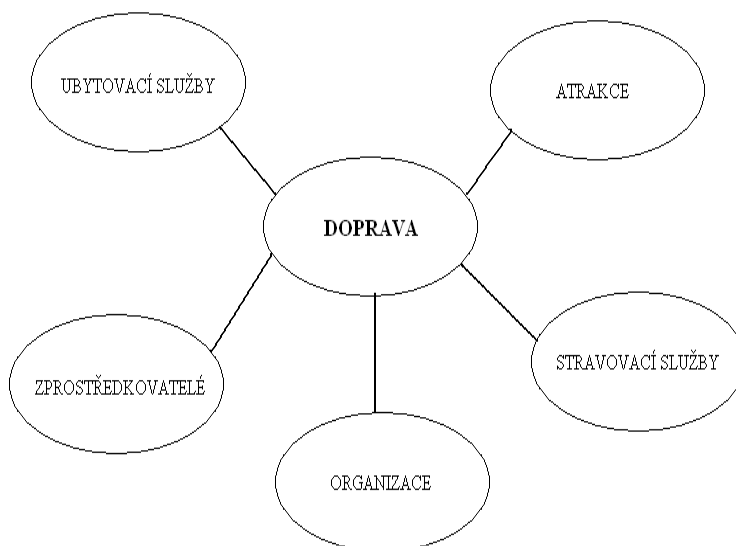 UBYTOVACÍ SLUŽBY
ATRAKCE
DOPRAVA
ZPROSTŘEDKOVATELÉ
STRAVOVACÍ SLUŽBY
ORGANIZACE